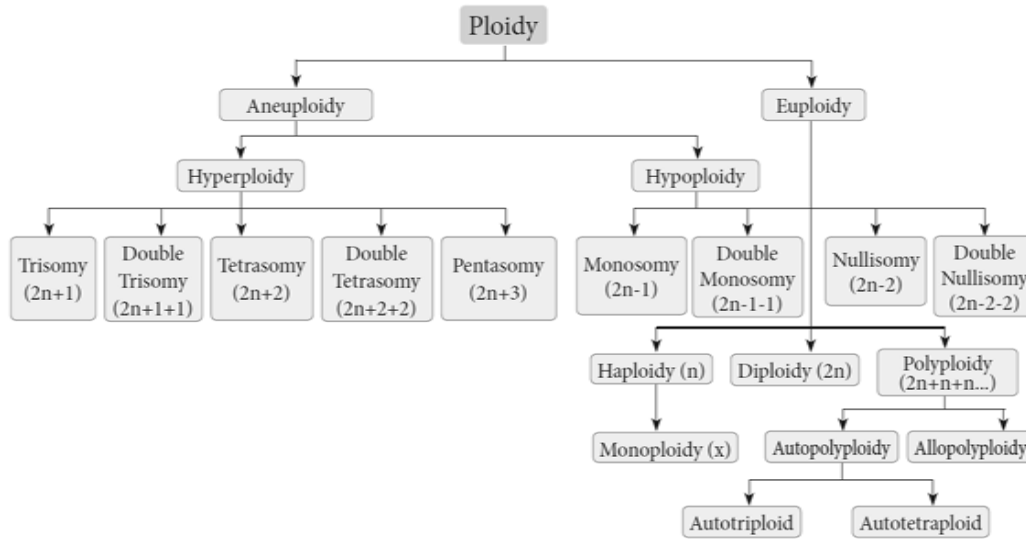 Ploidy
Aneuploidy
Euploidy
Hyperploidy
Hypoploidy
Trisomy
(2n+1)
Double
Trisomy
(2n+1+1)
Tetrasomy
(2n+2)
Double
Tetrasomy
(2n+2+2)
Pentasomy
(2n+3)
Monosomy
(2n-1)
Double
Monosomy
(2n-1-1)
Nullisomy
(2n-2)
Double
Nullisomy
(2n-2-2)
Haploidy (n)
Diploidy (2n)
Polyploidy
(2n+n+n...)
Monoploidy (x)
Autopolyploidy
Allopolyploidy
Autotriploid
Autotetraploid